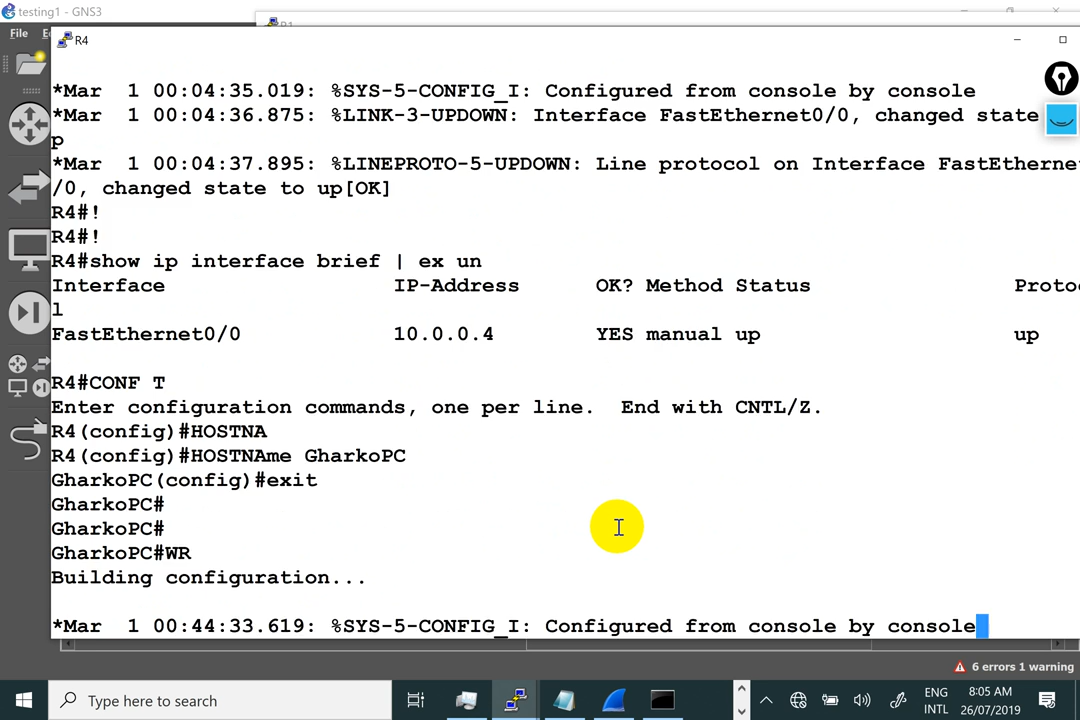 testing1 - GNS3
R1
File
R4
*Mar  1 00:04:35.019: %SYS-5-CONFIG_I: Configured from console by console
*Mar  1 00:04:36.875: %LINK-3-UPDOWN: Interface FastEthernet0/0, changed state
p
*Mar  1 00:04:37.895: %LINEPROTO-5-UPDOWN: Line protocol on Interface FastEtherne
/0, changed state to up[OK]
R4#!
R4#!
R4#show ip interface brief | ex un
Interface IP-Address OK? Method Status Protoc
l
FastEthernet0/0 10.0.0.4 YES manual up up
R4#CONF T
Enter configuration commands, one per line.  End with CNTL/Z.
R4(config)#HOSTNA
R4(config)#HOSTNAme GharkoPC
GharkoPC(config)#exit
GharkoPC#
GharkoPC#
GharkoPC#WR
Building configuration...
*Mar  1 00:44:33.619: %SYS-5-CONFIG_I: Configured from console by console
6 errors 1 warning
Type here to search
ENG
INTL
8:05 AM
26/07/2019